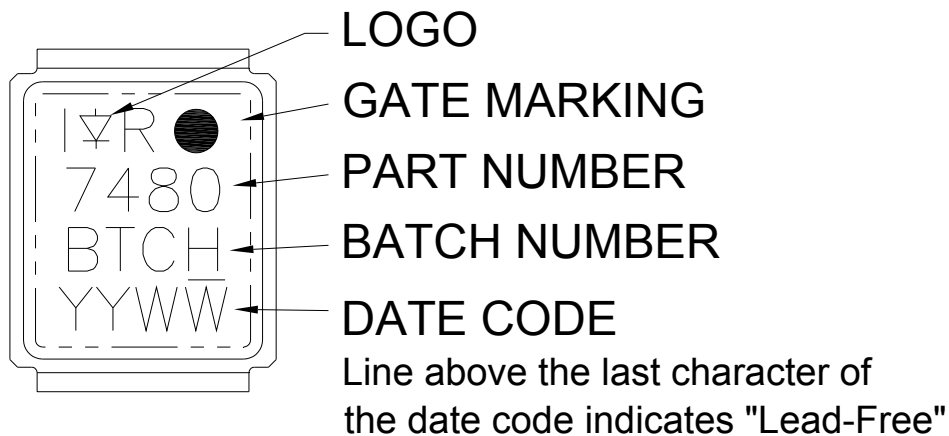 LOGO
I R
GATE MARKING
7480
PART NUMBER
BTCH
BATCH NUMBER
YYWW
DATE CODE
Line above the last character of
the date code indicates "Lead-Free"